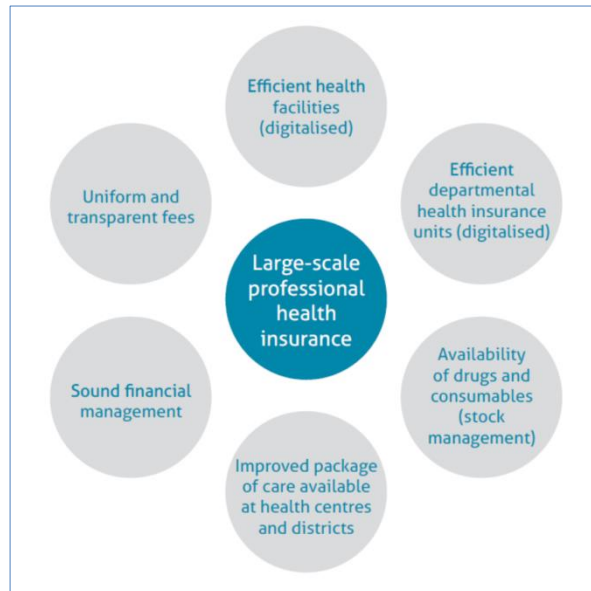 Efficient health
facilities
(digitalised)
Efficient
departmental
health insurance
units (digitalised)
Uniform and
transparent fees
Large-scale
professional
health
insurance
Availability
of drugs and
consumables
(stock
management)
Sound financial
management
Improved package
of care available
at health centres
and districts